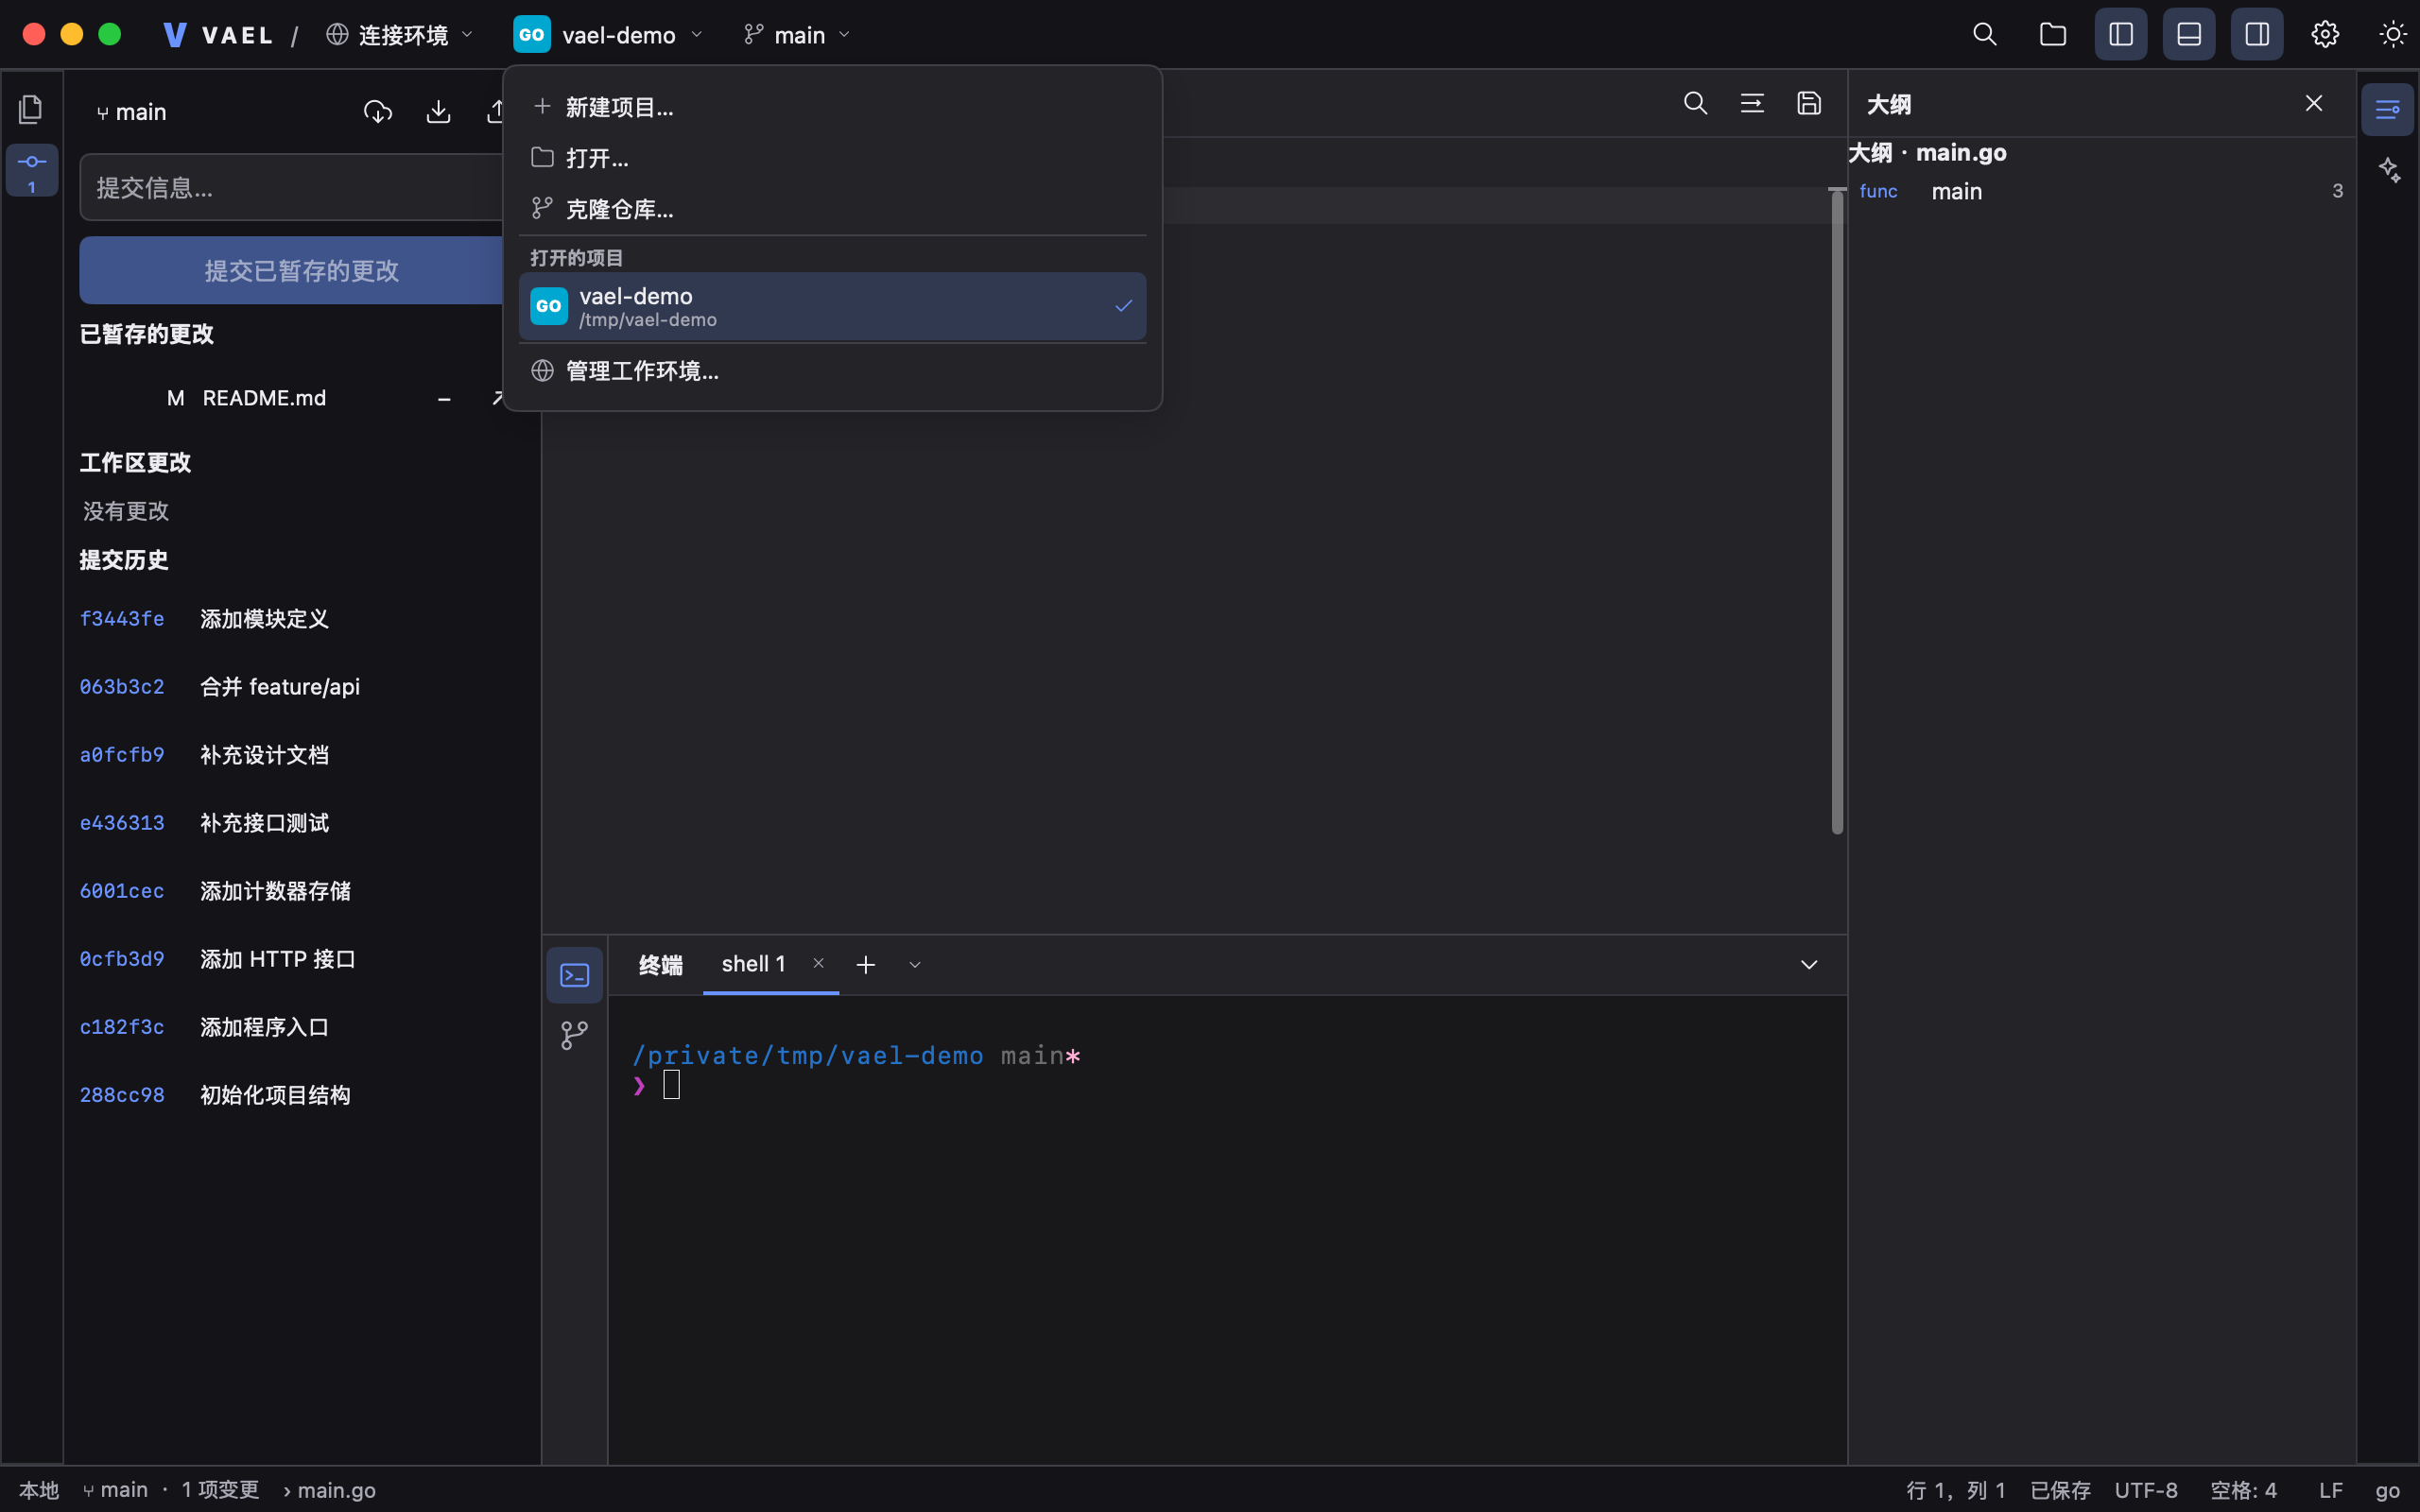 VAEL / 连接环境 GO vael-demo main
main
提交信息...
提交已暂存的更改
已暂存的更改
M README.md
工作区更改
没有更改
提交历史
f3443fe 添加模块定义
063b3c2 合并 feature/api
a0fcfb9 补充设计文档
e436313 补充接口测试
6001cec 添加计数器存储
0cfb3d9 添加 HTTP 接口
c182f3c 添加程序入口
288cc98 初始化项目结构
1
新建项目...
打开...
克隆仓库...
打开的项目
GO vael-demo
/tmp/vael-demo
管理工作环境...
大纲
大纲 · main.go
func main 3
终端 shell 1
/private/tmp/vael-demo main*
❯
本地 main · 1 项变更 › main.go
行 1，列 1 已保存 UTF-8 空格: 4 LF go